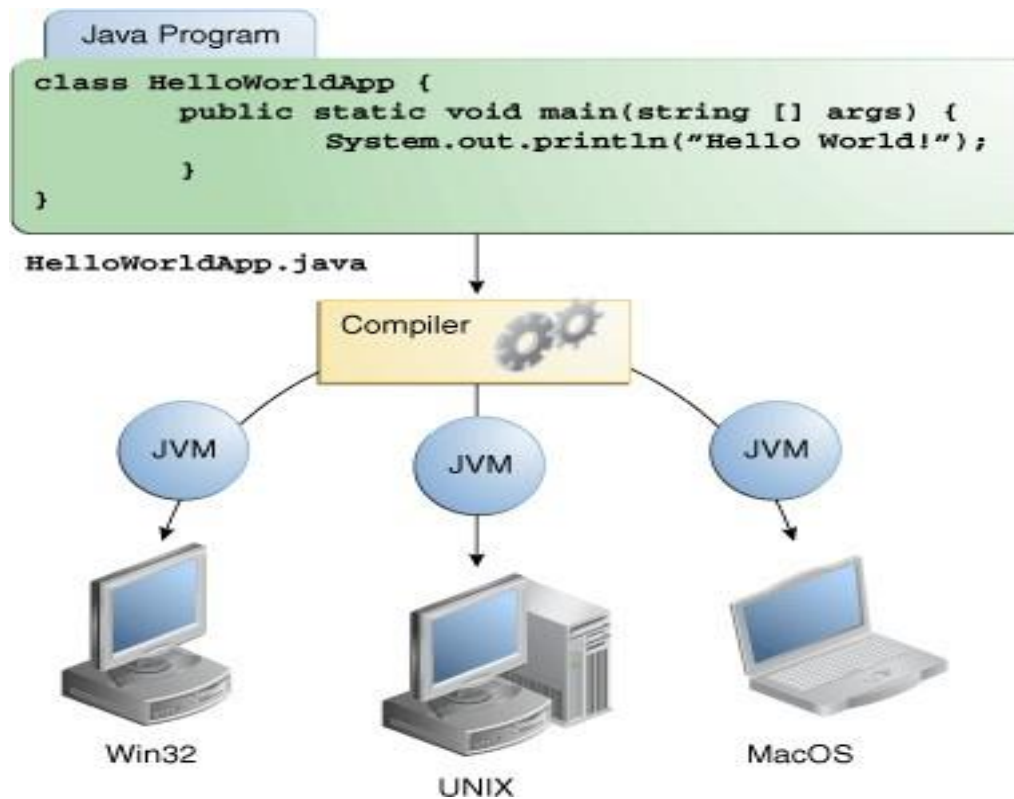 Java Program
class HelloWorldApp {
public static void main(string [] args) {
System.out.println("Hello World!");
}
}
HelloWorldApp.java
Compiler
JVM
JVM
JVM
Win32
UNIX
MacOS